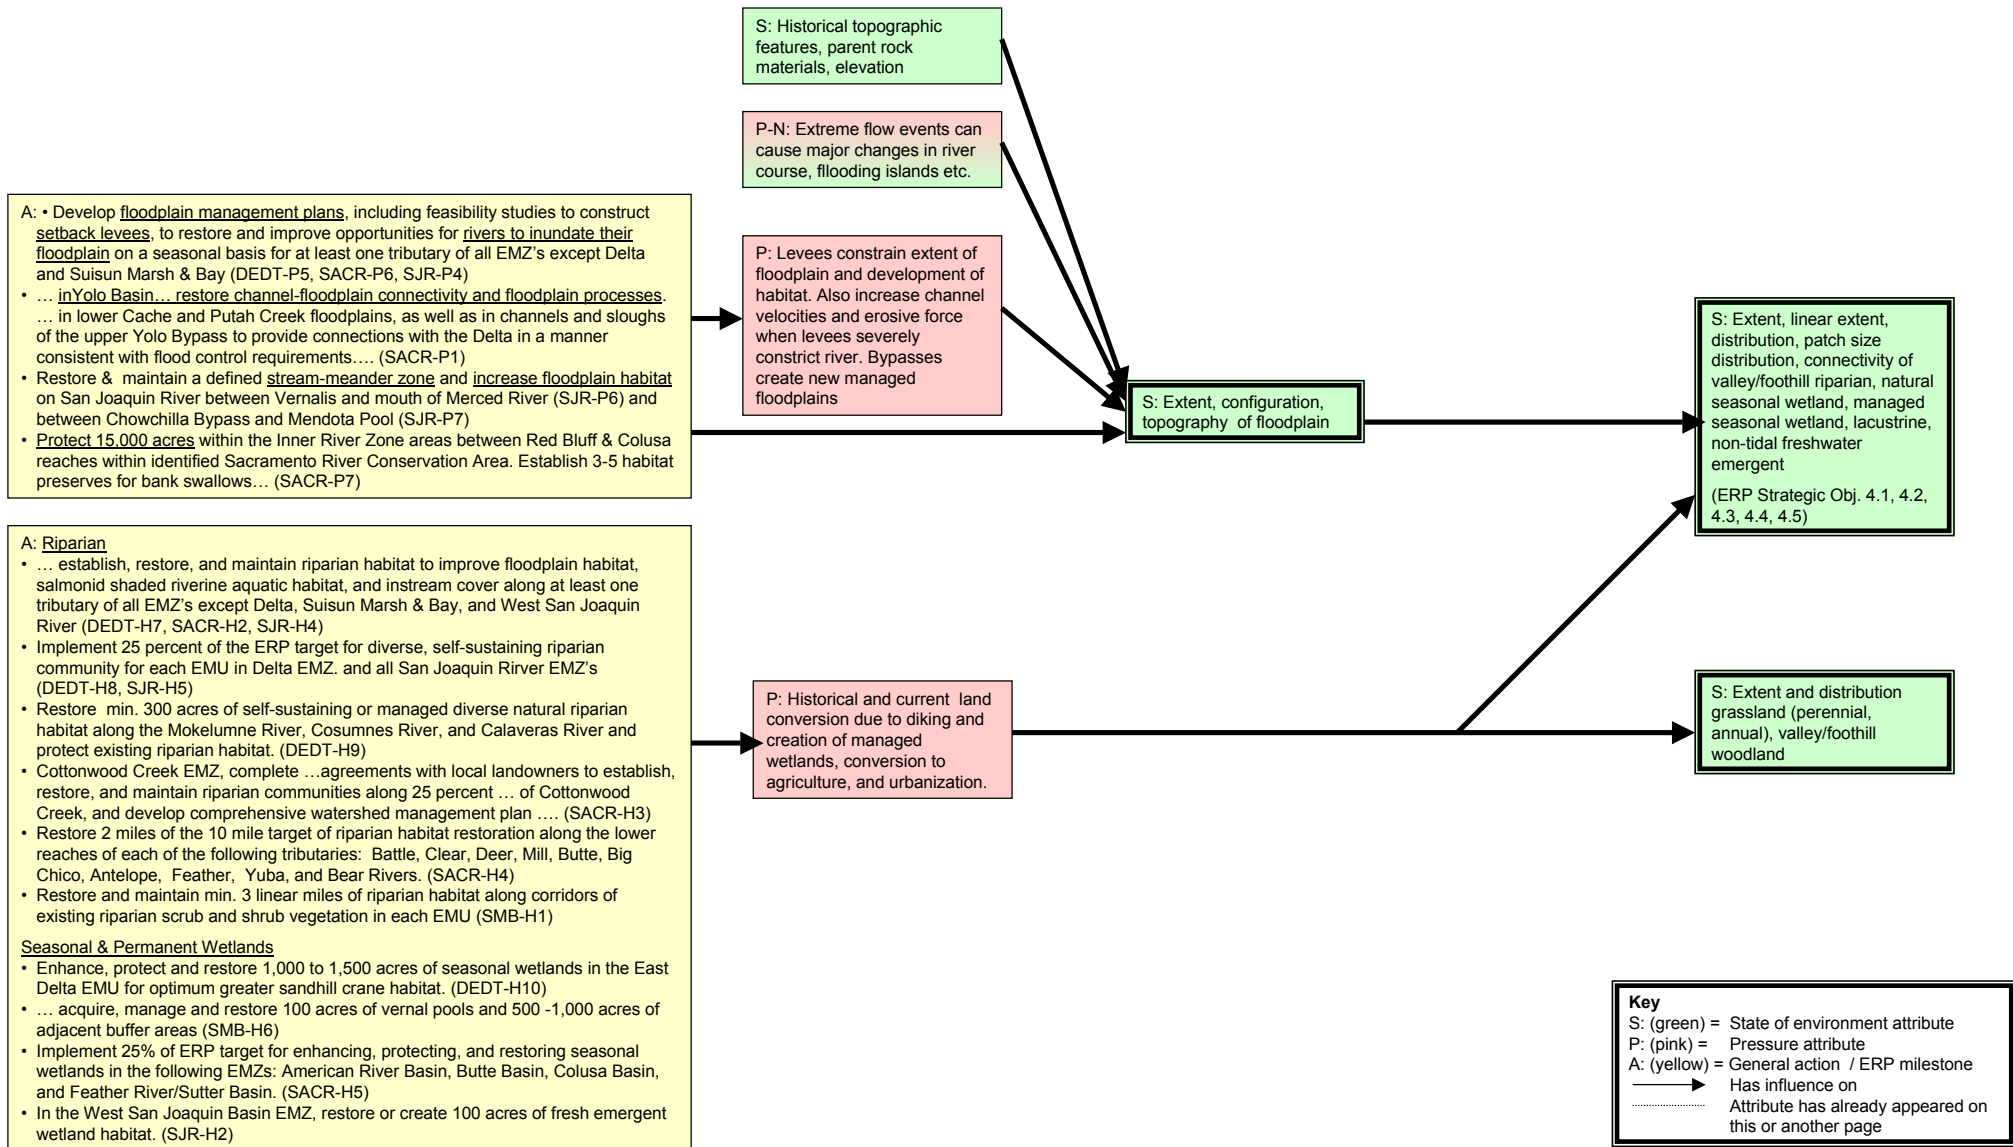 S: Historical topographic
features, parent rock
materials, elevation
P-N: Extreme flow events can
cause major changes in river
course, fllooding islands etc.
A: • Develop floodplain management plans, including feasibility studies to construct
setback levees, to restore and improve opportunities for rivers to inundate their
floodplain on a seasonal basis for at least one tributary of all EMZ's except Delta
and Suisun Marsh & Bay (DEDT-P5, SACR-P6, SJR-P4)
• … inYolo Basin… restore channel-floodplain connectivity and floodplain processes.
… in lower Cache and Putah Creek floodplains, as well as in channels and sloughs
of the upper Yolo Bypass to provide connections with the Delta in a manner
consistent with flood control requirements…. (SACR-P1)
• Restore & maintain a defined stream-meander zone and increase floodplain habitat
on San Joaquin River between Vernalis and mouth of Merced River (SJR-P6) and
between Chowchilla Bypass and Mendota Pool (SJR-P7)
• Protect 15,000 acres within the Inner River Zone areas between Red Bluff & Colusa
reaches within identified Sacramento River Conservation Area. Establish 3-5 habitat
preserves for bank swallows… (SACR-P7)
P: Levees constrain extent of
floodplain and development of
habitat. Also increase channel
velocities and erosive force
when levees severely
constrict river. Bypasses
create new managed
floodplains
S: Extent, configuration,
topography of floodplain
S: Extent, linear extent,
distribution, patch size
distribution, connectivity of
valley/foothill riparian, natural
seasonal wetland, managed
seasonal wetland, lacustrine,
non-tidal freshwater
emergent
(ERP Strategic Obj. 4.1, 4.2,
4.3, 4.4, 4.5)
A: Riparian
• … establish, restore, and maintain riparian habitat to improve floodplain habitat,
salmonid shaded riverine aquatic habitat, and instream cover along at least one
tributary of all EMZ's except Delta, Suisun Marsh & Bay, and West San Joaquin
River (DEDT-H7, SACR-H2, SJR-H4)
• Implement 25 percent of the ERP target for diverse, self-sustaining riparian
community for each EMU in Delta EMZ. and all San Joaquin Rirver EMZ's
(DEDT-H8, SJR-H5)
• Restore min. 300 acres of self-sustaining or managed diverse natural riparian
habitat along the Mokelumne River, Cosumnes River, and Calaveras River and
protect existing riparian habitat. (DEDT-H9)
• Cottonwood Creek EMZ, complete …agreements with local landowners to establish,
restore, and maintain riparian communities along 25 percent … of Cottonwood
Creek, and develop comprehensive watershed management plan …. (SACR-H3)
• Restore 2 miles of the 10 mile target of riparian habitat restoration along the lower
reaches of each of the following tributaries: Battle, Clear, Deer, Mill, Butte, Big
Chico, Antelope, Feather, Yuba, and Bear Rivers. (SACR-H4)
• Restore and maintain min. 3 linear miles of riparian habitat along corridors of
existing riparian scrub and shrub vegetation in each EMU (SMB-H1)
Seasonal & Permanent Wetlands
• Enhance, protect and restore 1,000 to 1,500 acres of seasonal wetlands in the East
Delta EMU for optimum greater sandhill crane habitat. (DEDT-H10)
• … acquire, manage and restore 100 acres of vernal pools and 500 -1,000 acres of
adjacent buffer areas (SMB-H6)
• Implement 25% of ERP target for enhancing, protecting, and restoring seasonal
wetlands in the following EMZs: American River Basin, Butte Basin, Colusa Basin,
and Feather River/Sutter Basin. (SACR-H5)
• In the West San Joaquin Basin EMZ, restore or create 100 acres of fresh emergent
wetland habitat. (SJR-H2)
P: Historical and current land
conversion due to diking and
creation of managed
wetlands, conversion to
agriculture, and urbanization.
S: Extent and distribution
grassland (perennial,
annual), valley/foothill
woodland
Key
S: (green) = State of environment attribute
P: (pink) = Pressure attribute
A: (yellow) = General action / ERP milestone
Has influence on
Attribute has already appeared on
this or another page